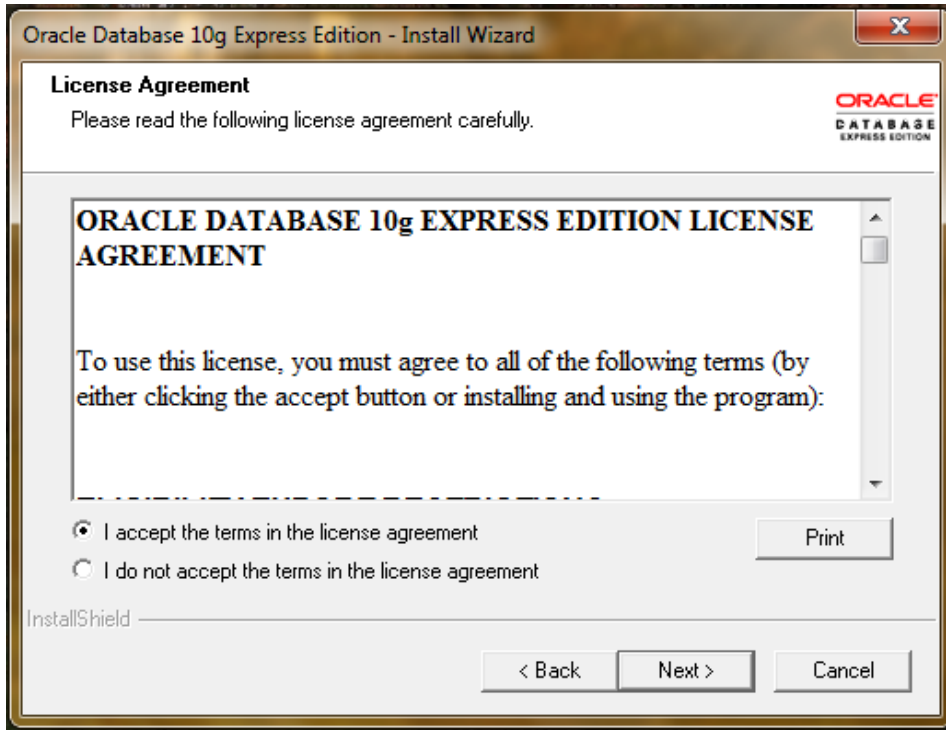 Oracle Database 10g Express Edition - Install Wizard
License Agreement
Please read the following license agreement carefully.
ORACLE
DATABASE
EXPRESS EDITION
ORACLE DATABASE 10g EXPRESS EDITION LICENSE
AGREEMENT
To use this license, you must agree to all of the following terms (by
either clicking the accept button or installing and using the program):
I accept the terms in the license agreement
Print
I do not accept the terms in the license agreement
InstallShield
< Back
Next >
Cancel